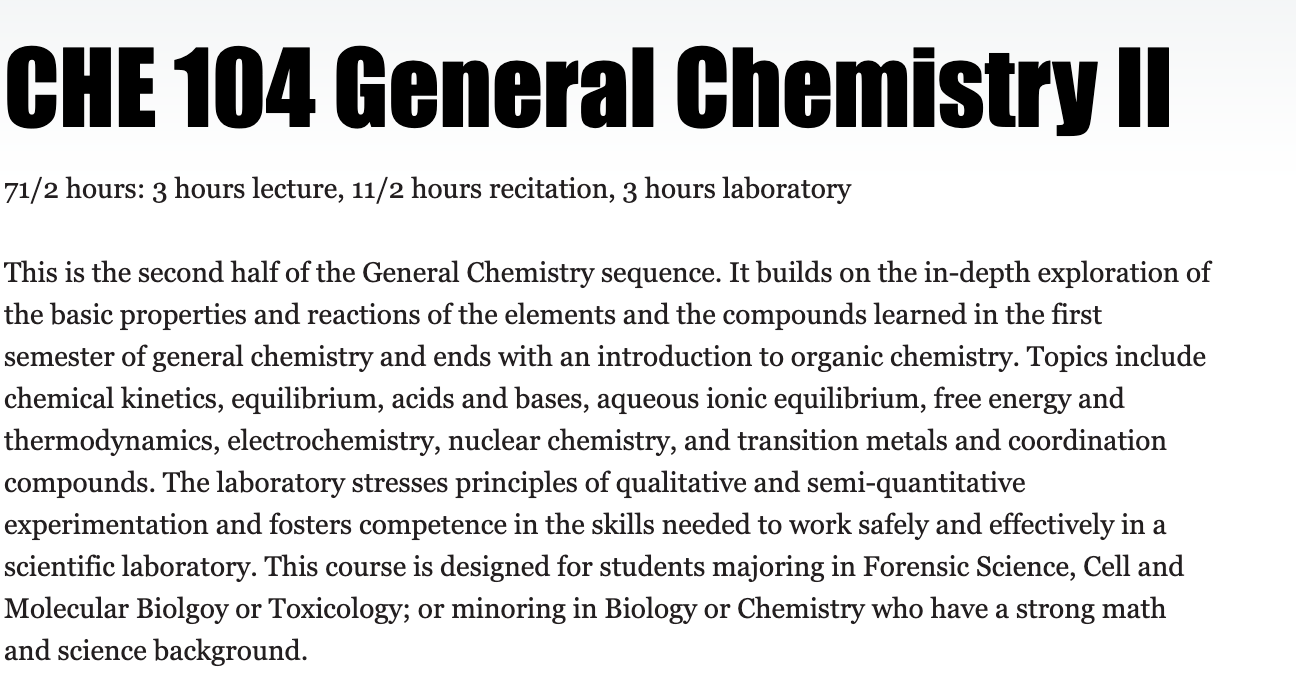 CHE 104 General Chemistry II
71/2 hours: 3 hours lecture, 11/2 hours recitation, 3 hours laboratory
This is the second half of the General Chemistry sequence. It builds on the in-depth exploration of
the basic properties and reactions of the elements and the compounds learned in the first
semester of general chemistry and ends with an introduction to organic chemistry. Topics include
chemical kinetics, equilibrium, acids and bases, aqueous ionic equilibrium, free energy and
thermodynamics, electrochemistry, nuclear chemistry, and transition metals and coordination
compounds. The laboratory stresses principles of qualitative and semi-quantitative
experimentation and fosters competence in the skills needed to work safely and effectively in a
scientific laboratory. This course is designed for students majoring in Forensic Science, Cell and
Molecular Biolgoy or Toxicology; or minoring in Biology or Chemistry who have a strong math
and science background.